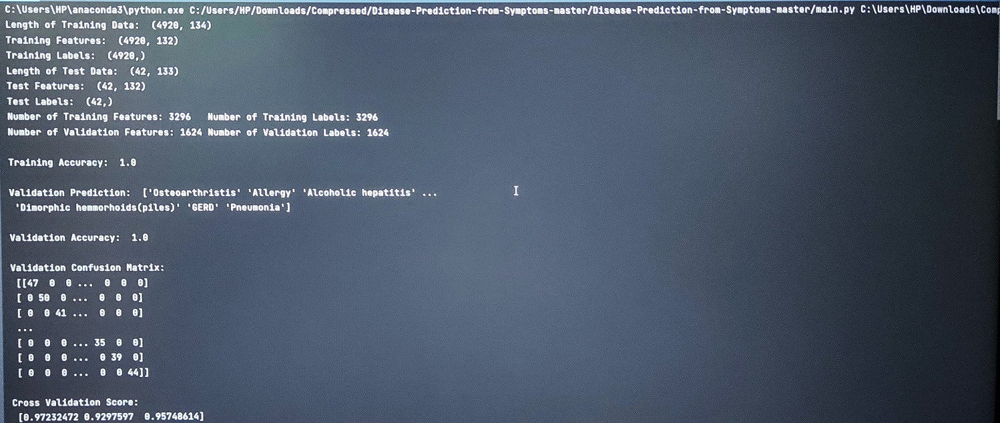 C:\Users\HP\anaconda3\python.exe C:/Users/HP/Downloads/Compressed/Disease-Prediction-from-Symptoms-master/Disease-Prediction-from-Symptoms-master/main.py C:\Users\HP\Downloads\Comp
Length of Training Data:  (4920, 134)
Training Features:  (4920, 132)
Training Labels:  (4920,)
Length of Test Data:  (42, 133)
Test Features:  (42, 132)
Test Labels:  (42,)
Number of Training Features: 3296   Number of Training Labels: 3296
Number of Validation Features: 1624 Number of Validation Labels: 1624
Training Accuracy:  1.0
Validation Prediction:  ['Osteoarthristis' 'Allergy' 'Alcoholic hepatitis' ...
'Dimorphic hemmorhoids(piles)' 'GERD' 'Pneumonia']
Validation Accuracy:  1.0
Validation Confusion Matrix:
[[47  0  0 ...  0  0  0]
[ 0 50  0 ...  0  0  0]
[ 0  0 41 ...  0  0  0]
...
[ 0  0  0 ... 35  0  0]
[ 0  0  0 ...  0 39  0]
[ 0  0  0 ...  0  0 44]]
Cross Validation Score:
[0.97232472 0.9297597  0.95748614]